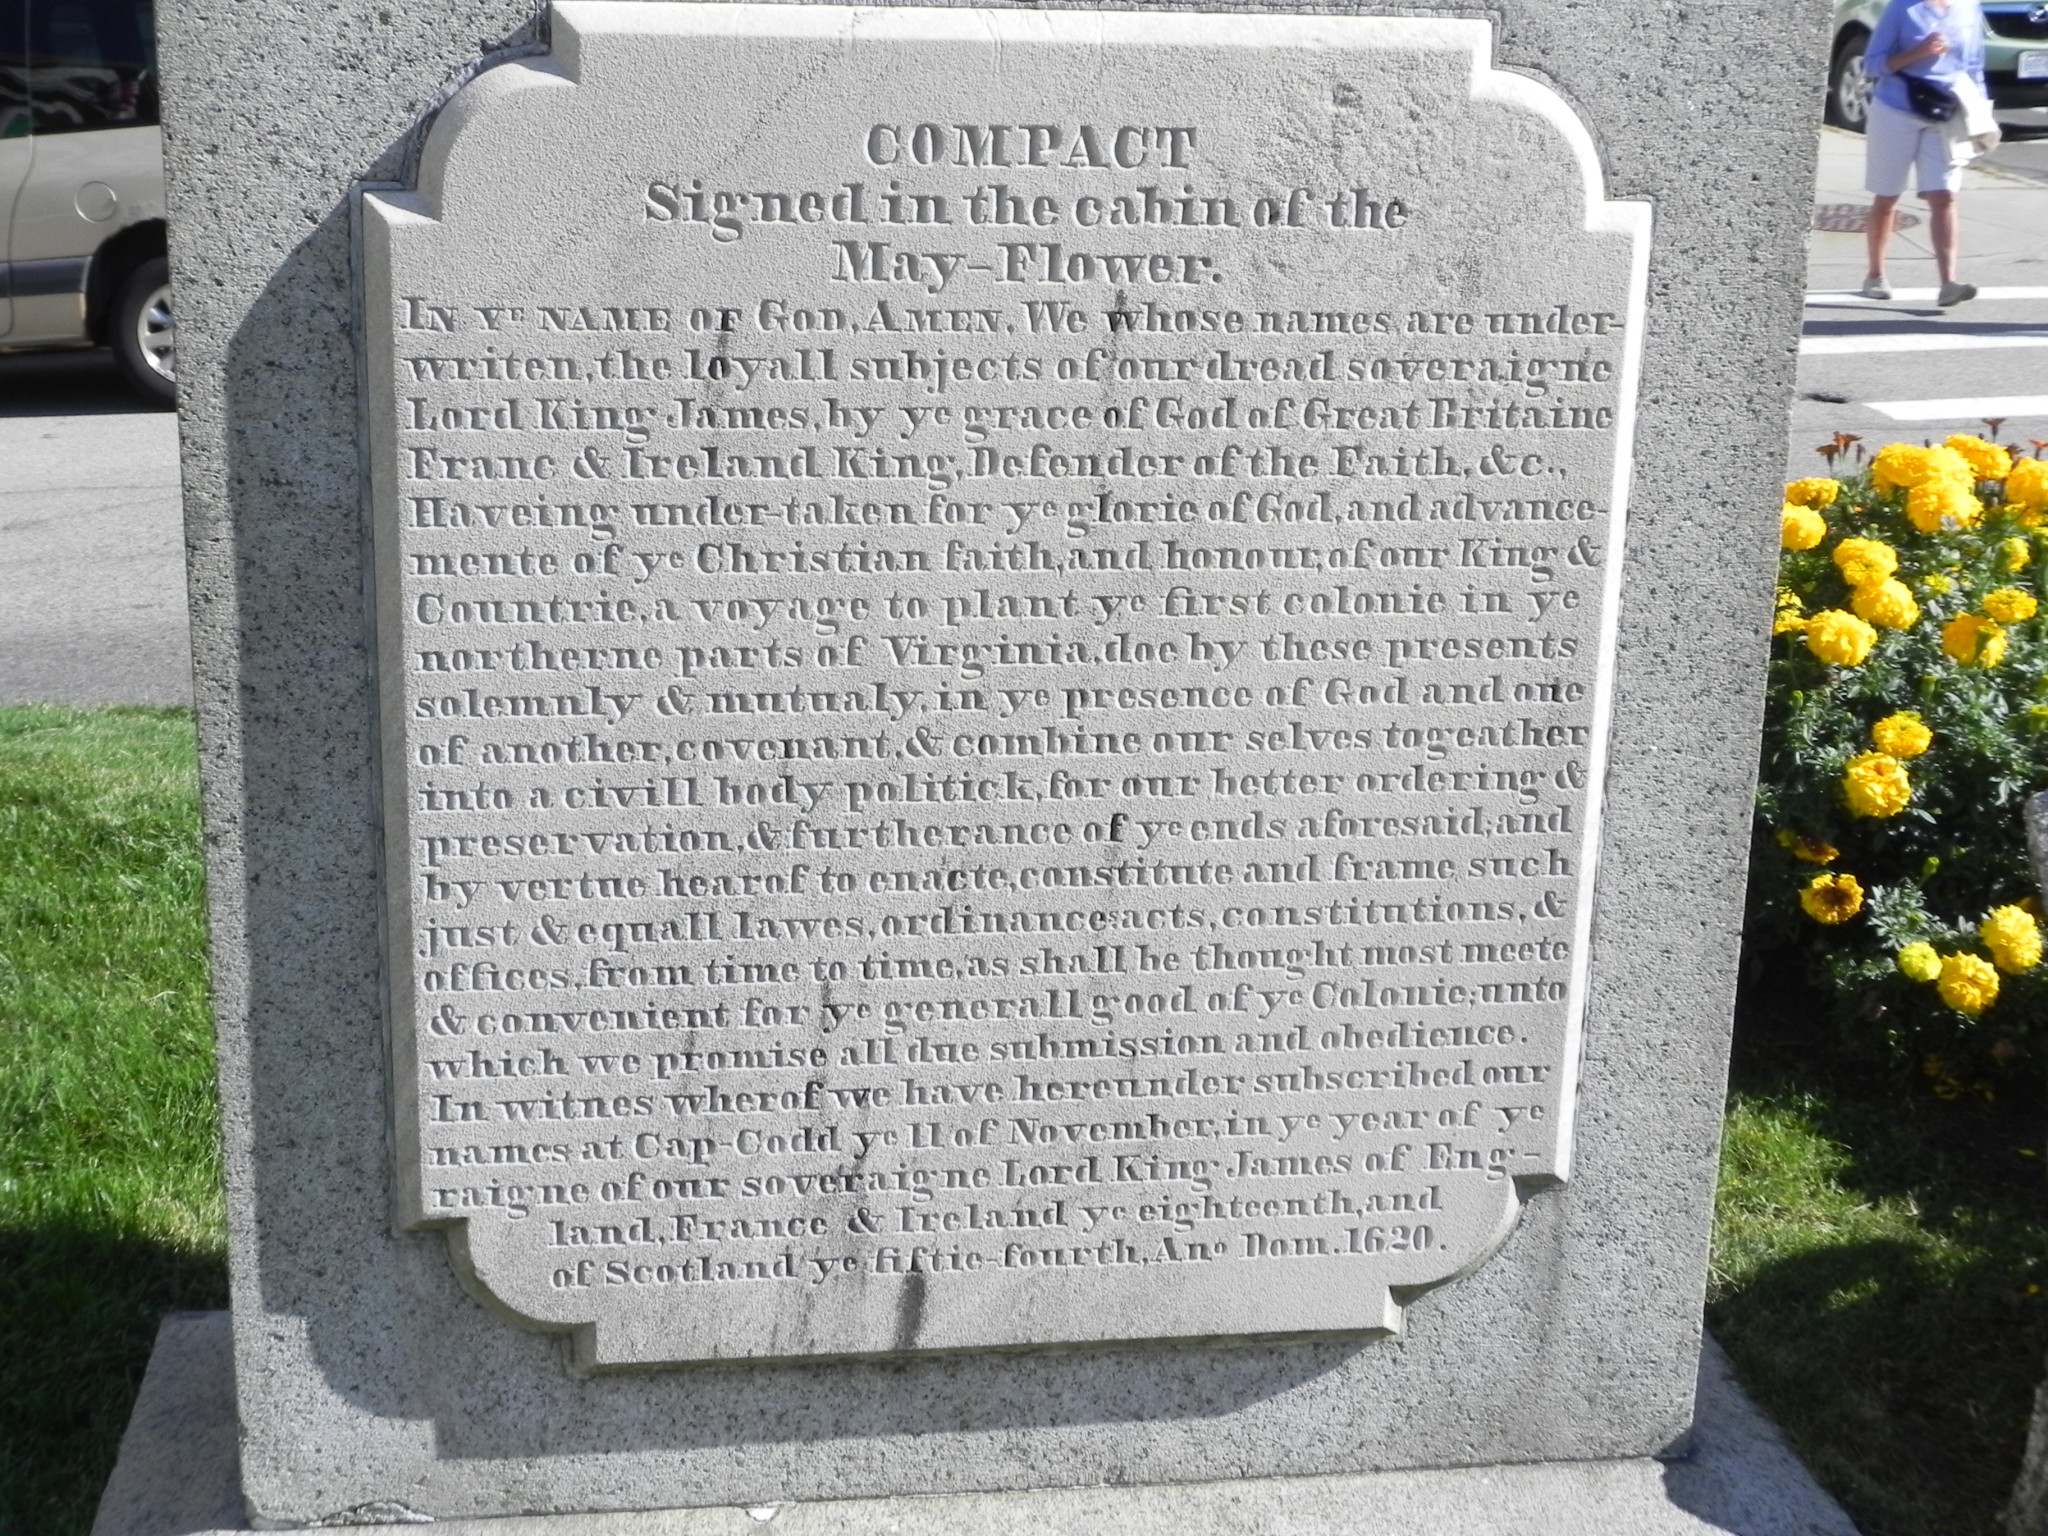 COMPACT
Signed in the cabin of the
May-Flower.
IN YE NAME OF GOD, AMEN. We whose names are under-
writen, the loyall subjects of our dread soveraigne
Lord King James, by ye grace of God of Great Britaine
Franc & Ireland King, Defender of the Faith, &c.,
Haveing under-taken for ye glorie of God, and advance-
mente of ye Christian faith, and honour, of our King &
Countrie, a voyage to plant ye first colonie in ye
northerne parts of Virginia, doe by these presents
solemnly & mutualy, in ye presence of God and one
of another, covenant, & combine our selves togeather
into a civill body politick, for our better ordering &
preservation, & furtherance of ye ends aforesaid; and
by vertue hearof to enacte, constitute and frame such
just & equall lawes, ordinances acts, constitutions, &
offices, from time to time, as shall be thought most meete
& convenient for ye generall good of ye Colonie; unto
which we promise all due submission and obedience.
In witnes wherof we have hereunder subscribed our
names at Cap-Codd ye 11 of November, in ye year of ye
raigne of our soveraigne Lord King James of Eng-
land, France & Ireland ye eighteenth, and
of Scotland ye fiftie-fourth, Ano Dom. 1620.